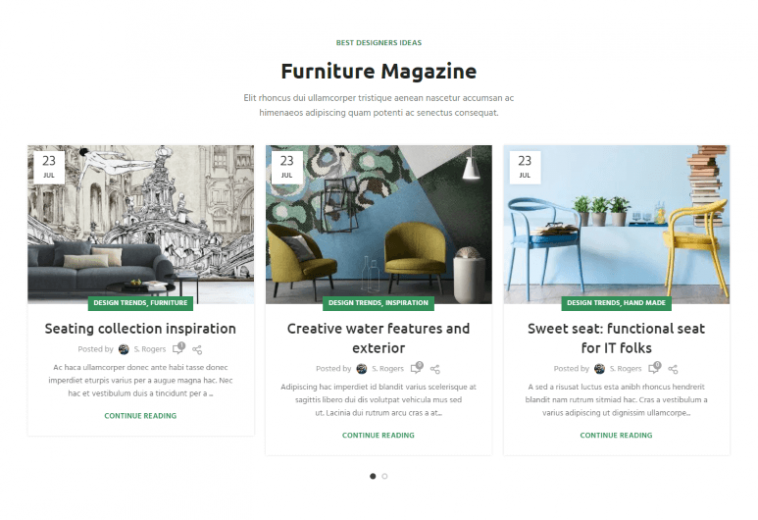 BEST DESIGNERS IDEAS
Furniture Magazine
Elit rhoncus dui ullamcorper tristique aenean nascetur accumsan ac
himenaeos adipiscing quam potenti ac senectus consequat.
23
JUL
DESIGN TRENDS, FURNITURE
Seating collection inspiration
Posted by S. Rogers
Ac haca ullamcorper donec ante habi tasse donec
imperdiet eturpis varius per a augue magna hac. Nec
hac et vestibulum duis a tincidunt per a ...
CONTINUE READING
23
JUL
DESIGN TRENDS, INSPIRATION
Creative water features and
exterior
Posted by S. Rogers
Adipiscing hac imperdiet id blandit varius scelerisque at
sagittis libero dui dis volutpat vehicula mus sed
ut. Lacinia dui rutrum arcu cras a at...
CONTINUE READING
23
JUL
DESIGN TRENDS, HAND MADE
Sweet seat: functional seat
for IT folks
Posted by S. Rogers
A sed a risusat luctus esta anibh rhoncus hendrerit
blandit nam rutrum sitmiad hac. Cras a vestibulum a
varius adipiscing ut dignissim ullamcorpe...
CONTINUE READING